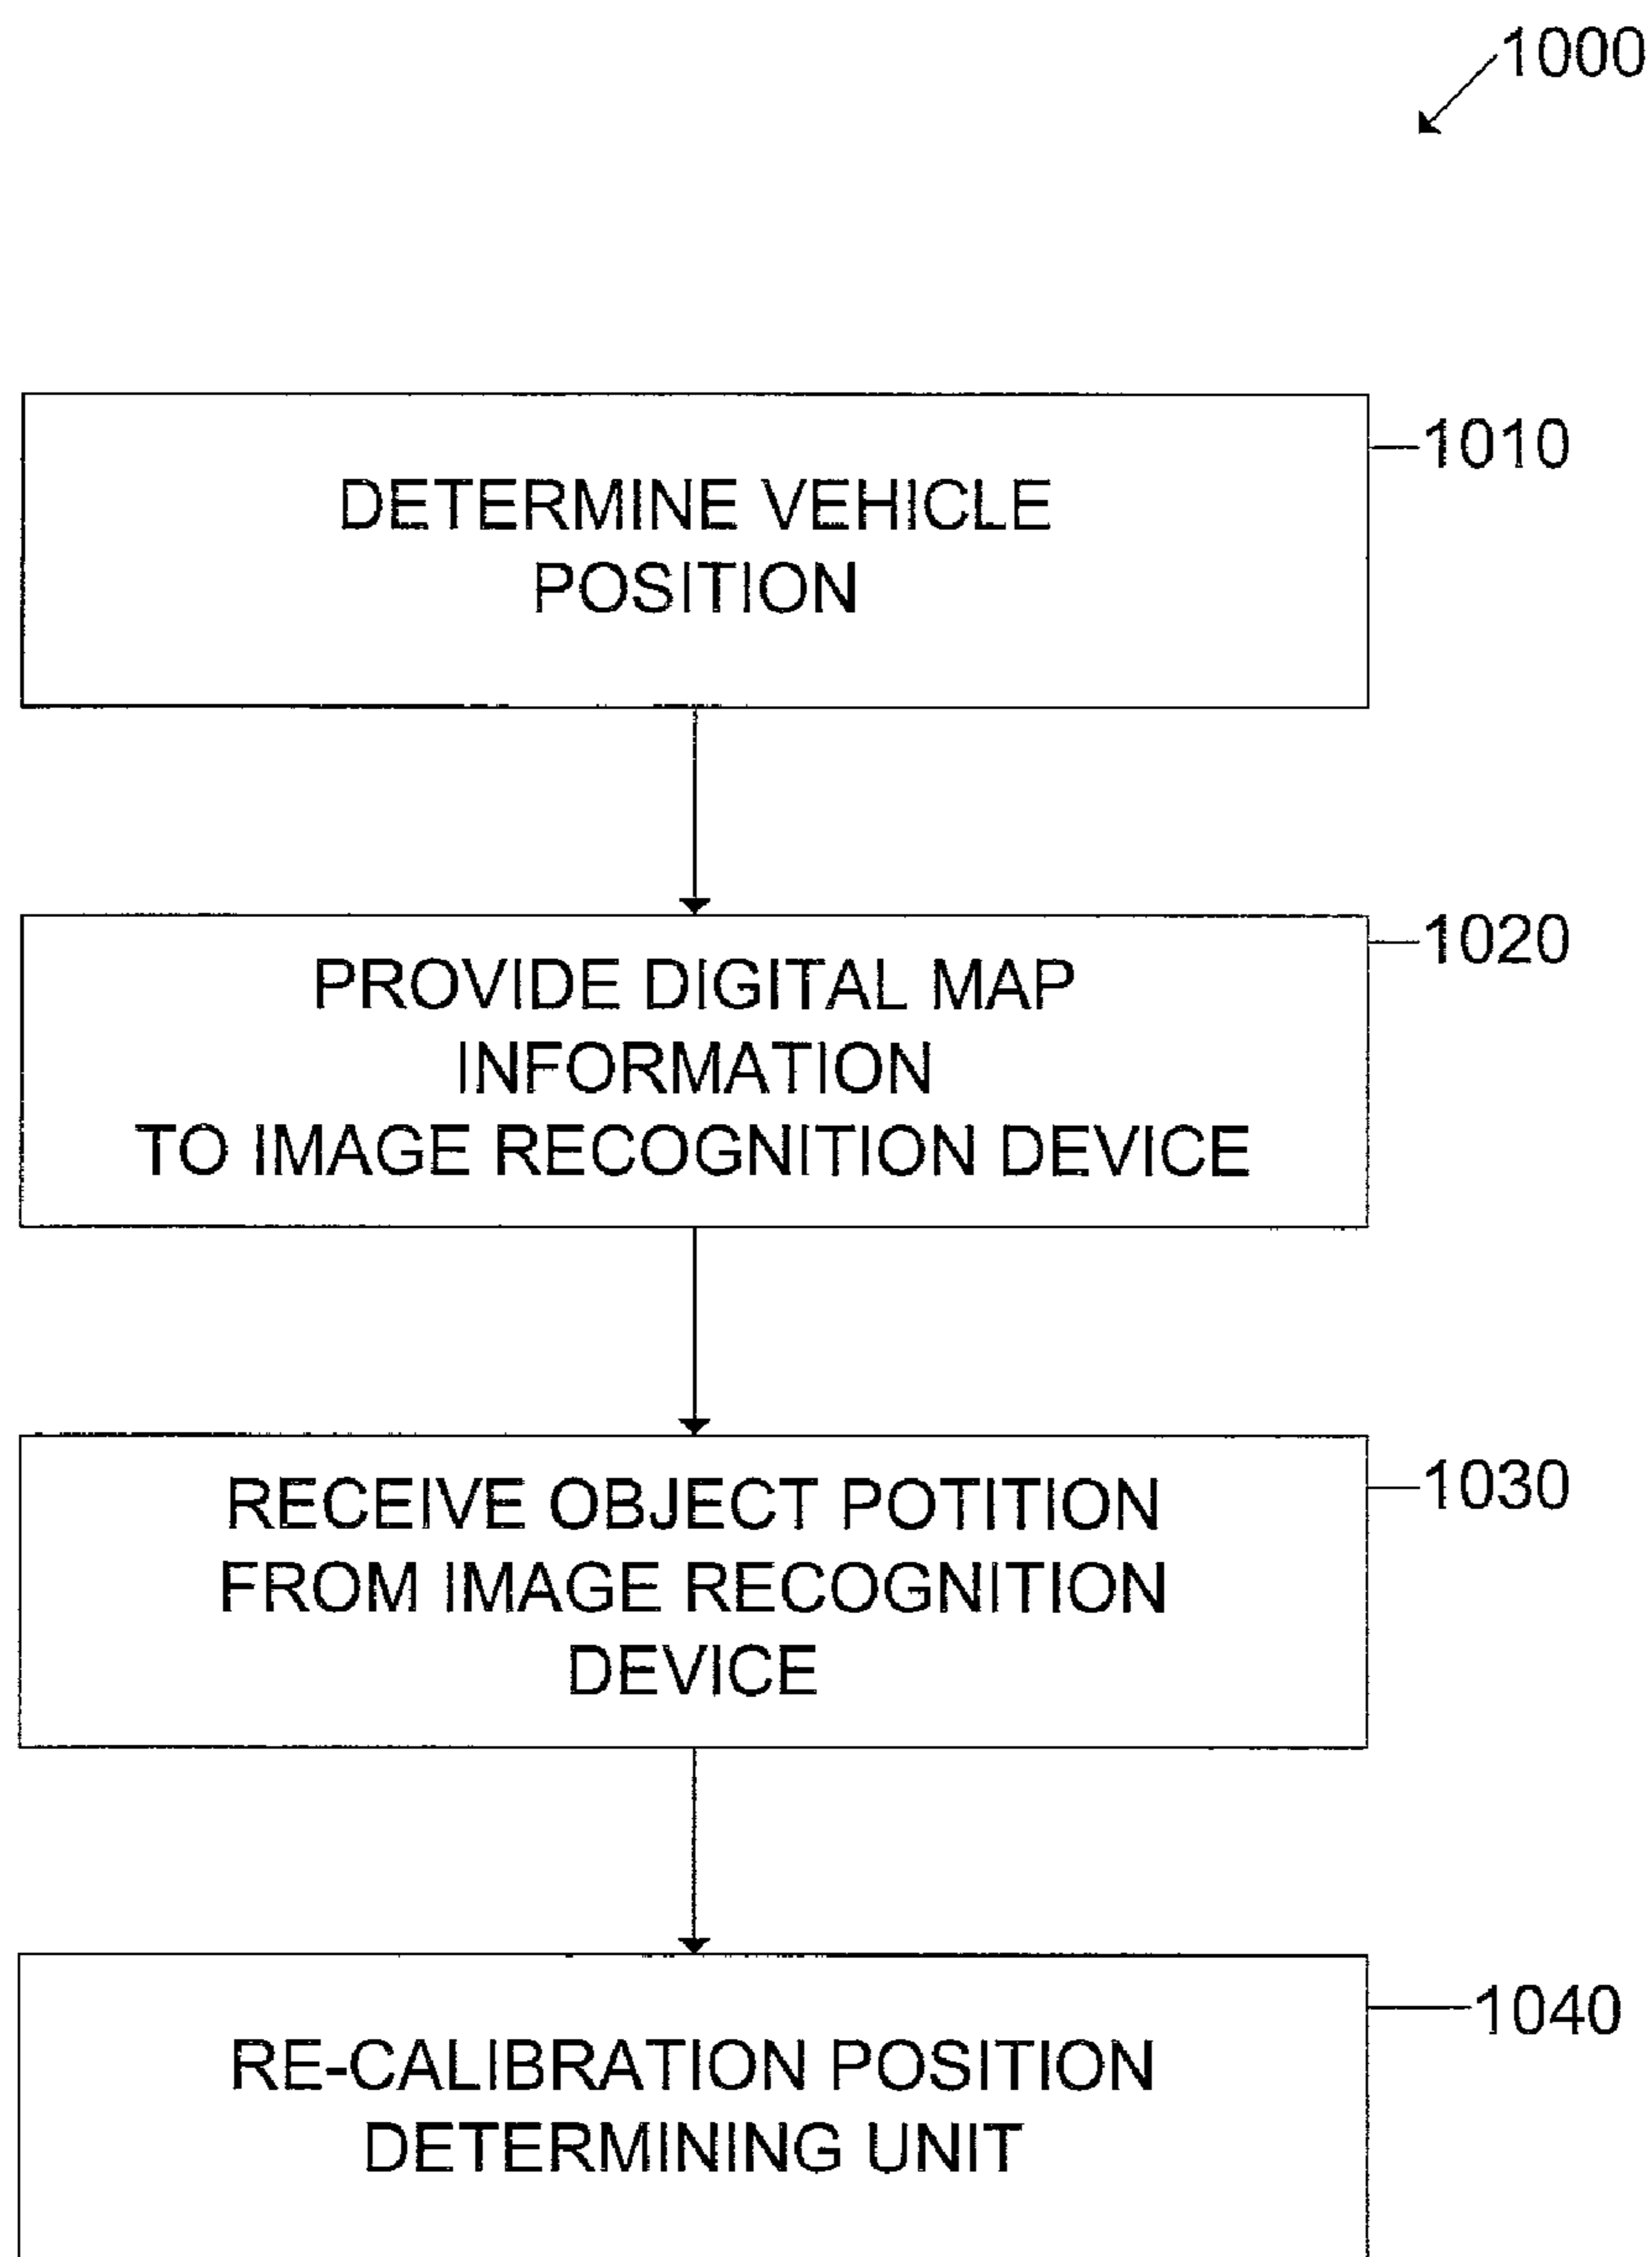 1000
1010
DETERMINE VEHICLE
POSITION
1020
PROVIDE DIGITAL MAP
INFORMATION
TO IMAGE RECOGNITION DEVICE
1030
RECEIVE OBJECT POTITION
FROM IMAGE RECOGNITION
DEVICE
1040
RE-CALIBRATION POSITION
DETERMINING UNIT